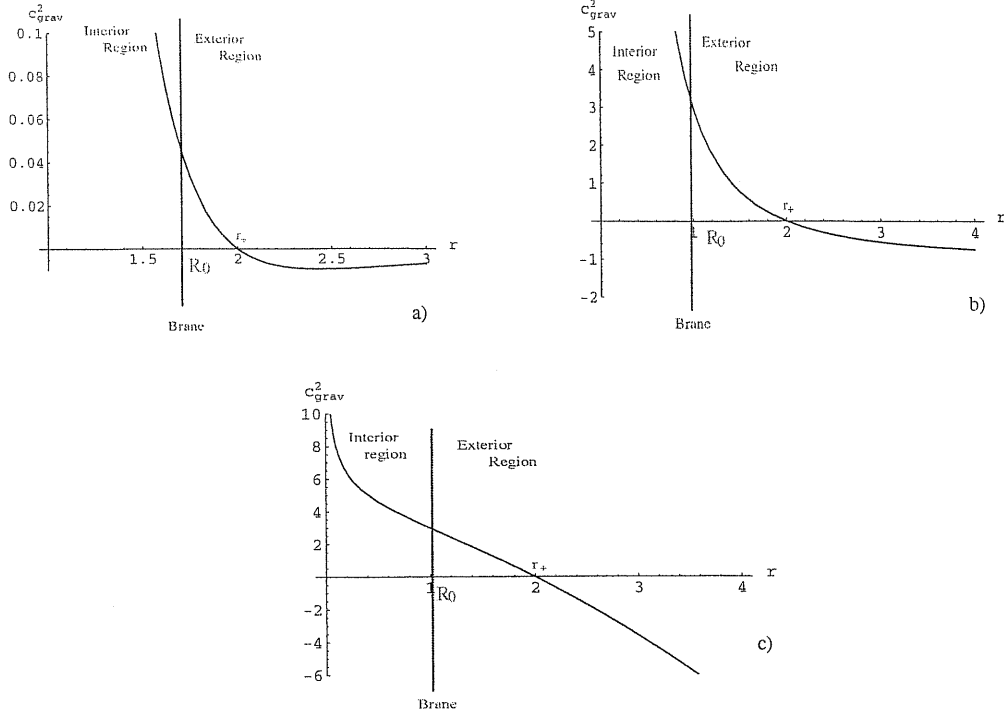 c²grav
0.1
0.08
0.06
0.04
0.02
Interior
Region
Exterior
Region
r+
r
1.5
R0
2
2.5
3
Brane
a)
c²grav
5
4
3
2
1
-1
-2
Interior
Region
Exterior
Region
r+
r
1
R0
2
3
4
Brane
b)
c²grav
10
8
6
4
2
-2
-4
-6
Interior
region
Exterior
Region
r+
r
1
R0
2
3
4
Brane
c)